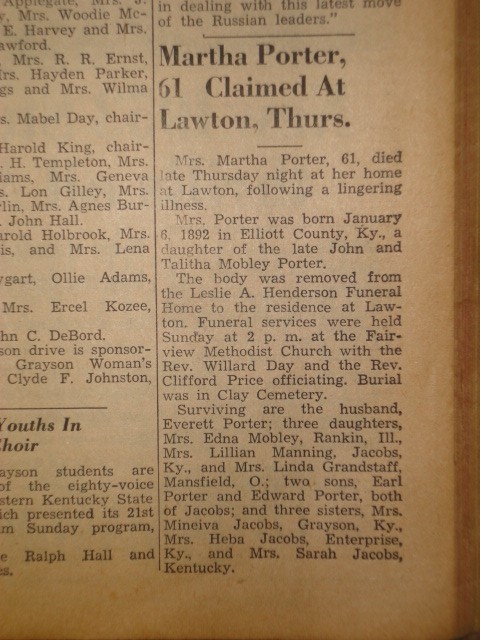 Applegate, Mrs. J.
y, Mrs. Woodie Mc-
E. Harvey and Mrs.
awford.
Mrs. R. R. Ernst,
Mrs. Hayden Parker,
gs and Mrs. Wilma
s. Mabel Day, chair-
Harold King, chair-
. H. Templeton, Mrs.
iams, Mrs. Geneva
s. Lon Gilley, Mrs.
rlin, Mrs. Agnes Bur-
. John Hall.
arold Holbrook, Mrs.
is, and Mrs. Lena
ygart, Ollie Adams,
Mrs. Ercel Kozee,
hn C. DeBord.
son drive is sponsor-
Grayson Woman's
Clyde F. Johnston,
Youths In
Choir
ayson students are
of the eighty-voice
stern Kentucky State
ich presented its 21st
m Sunday program,
e Ralph Hall and
es.
in dealing with this latest move
of the Russian leaders."
Martha Porter,
61 Claimed At
Lawton, Thurs.
Mrs. Martha Porter, 61, died
late Thursday night at her home
at Lawton, following a lingering
illness.
Mrs. Porter was born January
6, 1892 in Elliott County, Ky., a
daughter of the late John and
Talitha Mobley Porter.
The body was removed from
the Leslie A. Henderson Funeral
Home to the residence at Law-
ton. Funeral services were held
Sunday at 2 p. m. at the Fair-
view Methodist Church with the
Rev. Willard Day and the Rev.
Clifford Price officiating. Burial
was in Clay Cemetery.
Surviving are the husband,
Everett Porter; three daughters,
Mrs. Edna Mobley, Rankin, Ill.,
Mrs. Lillian Manning, Jacobs,
Ky., and Mrs. Linda Grandstaff,
Mansfield, O.; two sons, Earl
Porter and Edward Porter, both
of Jacobs; and three sisters, Mrs.
Mineiva Jacobs, Grayson, Ky.,
Mrs. Heba Jacobs, Enterprise,
Ky., and Mrs. Sarah Jacobs,
Kentucky.